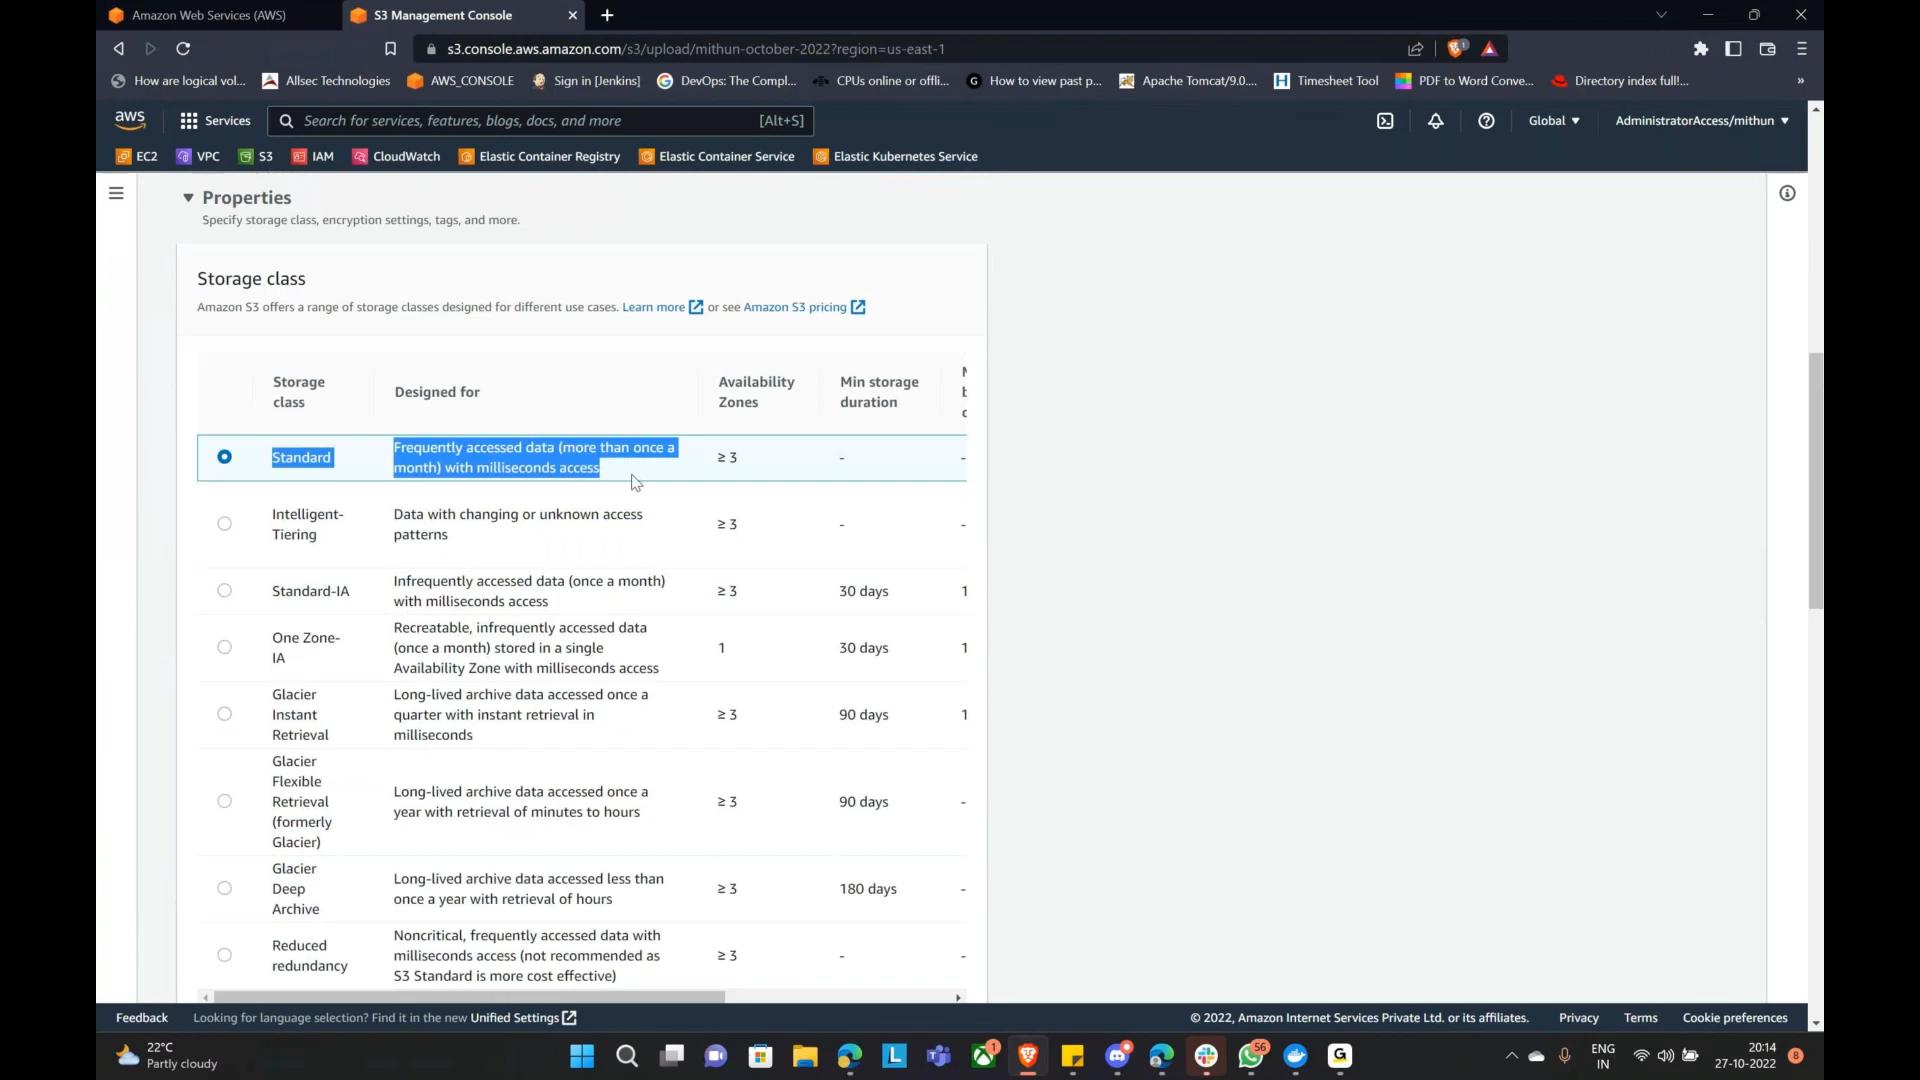 Amazon Web Services (AWS)
S3 Management Console
s3.console.aws.amazon.com/s3/upload/mithun-october-2022?region=us-east-1
1
How are logical vol...
Allsec Technologies
AWS_CONSOLE
Sign in [Jenkins]
DevOps: The Compl...
CPUs online or offli...
How to view past p...
Apache Tomcat/9.0....
Timesheet Tool
PDF to Word Conve...
Directory index full!...
»
aws
Services
Search for services, features, blogs, docs, and more
[Alt+S]
Global
AdministratorAccess/mithun
EC2
VPC
S3
IAM
CloudWatch
Elastic Container Registry
Elastic Container Service
Elastic Kubernetes Service
Properties
Specify storage class, encryption settings, tags, and more.
Storage class
Amazon S3 offers a range of storage classes designed for different use cases. Learn more or see Amazon S3 pricing
Storage
class
Designed for
Availability
Zones
Min storage
duration
Standard
Frequently accessed data (more than once a
month) with milliseconds access
≥ 3
-
-
Intelligent-
Tiering
Data with changing or unknown access
patterns
≥ 3
-
-
Standard-IA
Infrequently accessed data (once a month)
with milliseconds access
≥ 3
30 days
1
One Zone-
IA
Recreatable, infrequently accessed data
(once a month) stored in a single
Availability Zone with milliseconds access
1
30 days
1
Glacier
Instant
Retrieval
Long-lived archive data accessed once a
quarter with instant retrieval in
milliseconds
≥ 3
90 days
1
Glacier
Flexible
Retrieval
(formerly
Glacier)
Long-lived archive data accessed once a
year with retrieval of minutes to hours
≥ 3
90 days
-
Glacier
Deep
Archive
Long-lived archive data accessed less than
once a year with retrieval of hours
≥ 3
180 days
-
Reduced
redundancy
Noncritical, frequently accessed data with
milliseconds access (not recommended as
S3 Standard is more cost effective)
≥ 3
-
-
Feedback
Looking for language selection? Find it in the new Unified Settings
© 2022, Amazon Internet Services Private Ltd. or its affiliates.
Privacy
Terms
Cookie preferences
22°C
Partly cloudy
L
1
56
G
ENG
IN
20:14
27-10-2022
8